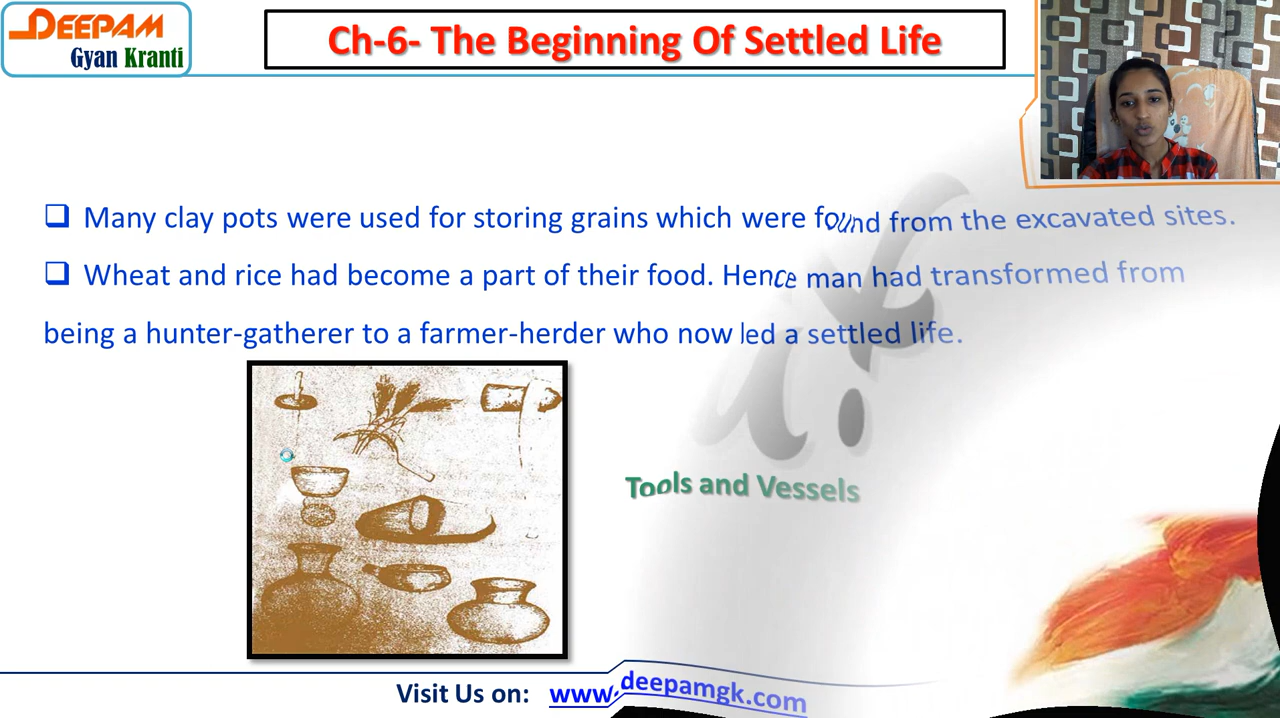 DEEPAM
Gyan Kranti
Ch-6- The Beginning Of Settled Life
❑ Many clay pots were used for storing grains which were found from the excavated sites.
❑ Wheat and rice had become a part of their food. Hence man had transformed from
being a hunter-gatherer to a farmer-herder who now led a settled life.
Tools and Vessels
Visit Us on: www.deepamgk.com